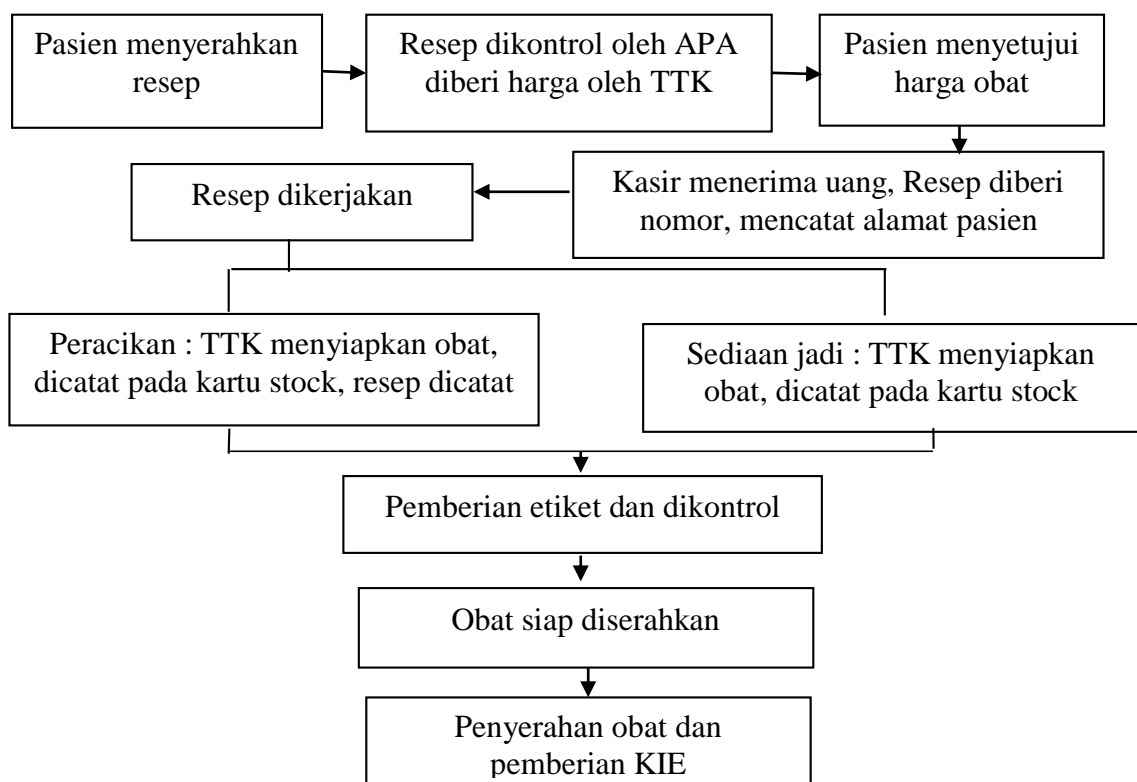 Pasien menyerahkan
resep
Resep dikontrol oleh APA
diberi harga oleh TTK
Pasien menyetujui
harga obat
Resep dikerjakan
Kasir menerima uang, Resep diberi
nomor, mencatat alamat pasien
Peracikan : TTK menyiapkan obat,
dicatat pada kartu stock, resep dicatat
Sediaan jadi : TTK menyiapkan
obat, dicatat pada kartu stock
Pemberian etiket dan dikontrol
Obat siap diserahkan
Penyerahan obat dan
pemberian KIE